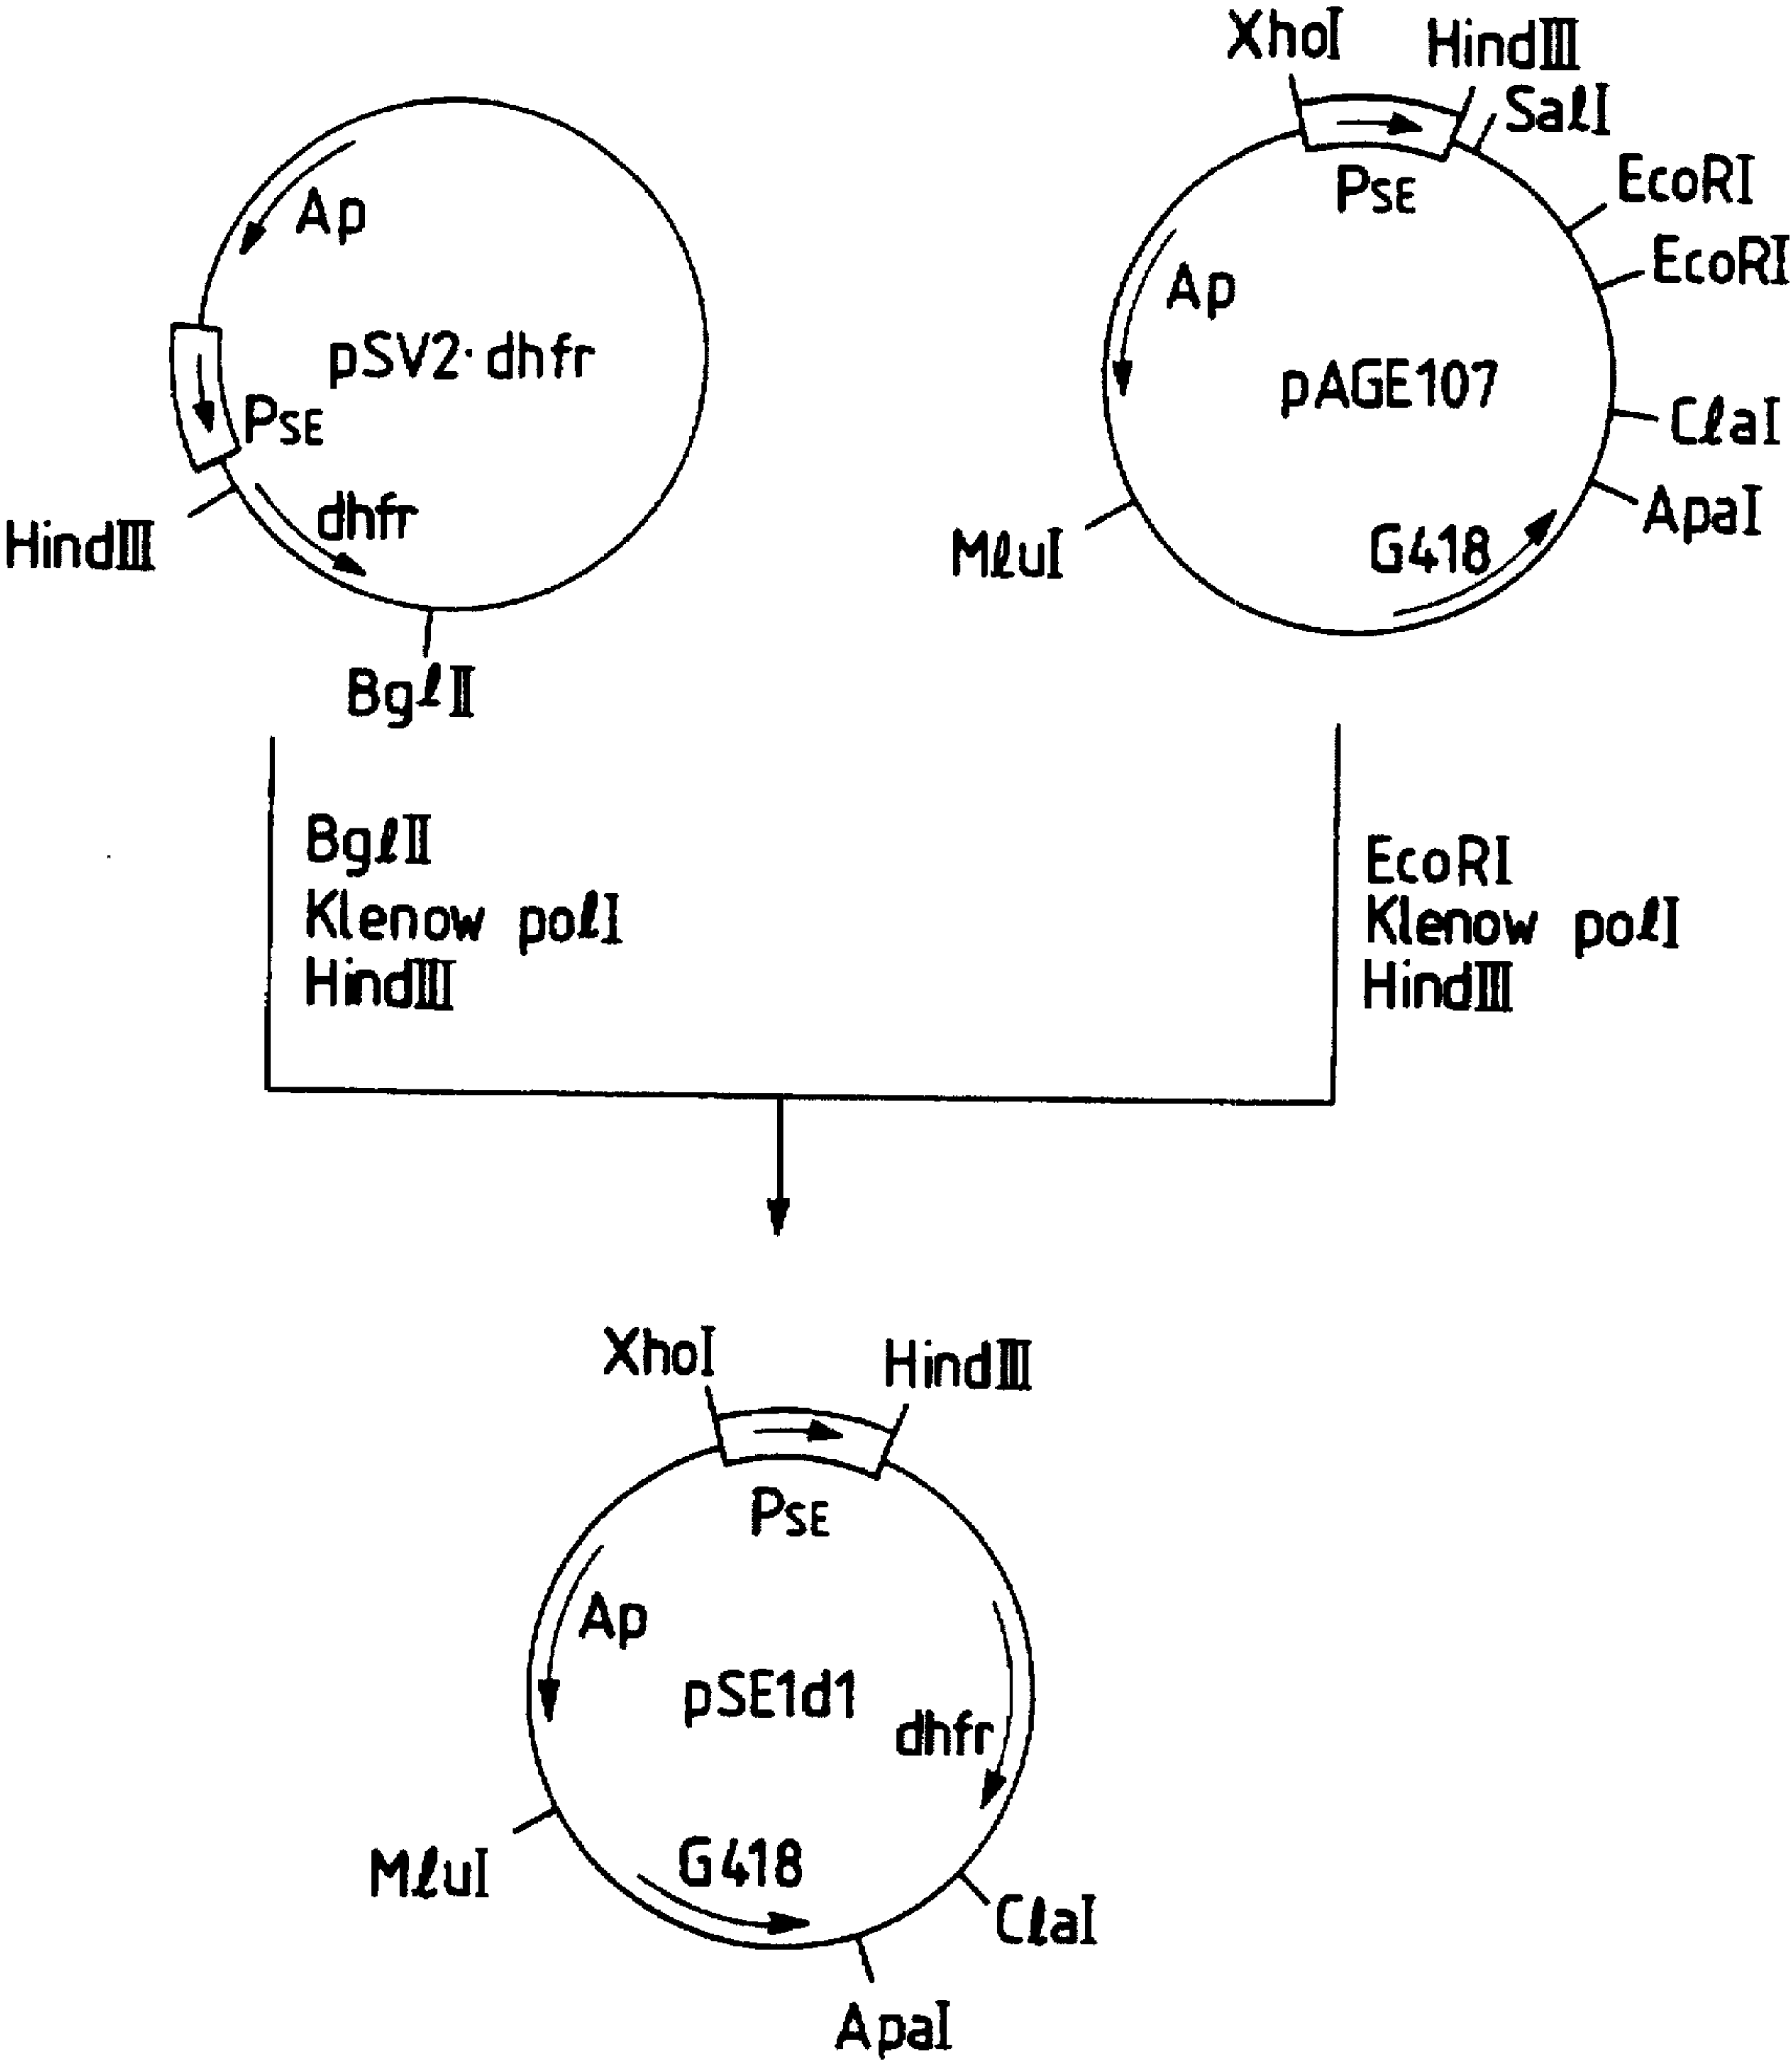 Ap
pSV2·dhfr
PSE
dhfr
HindIII
BglII
XhoI
HindIII
SalI
EcoRI
EcoRI
PSE
Ap
pAGE107
ClaI
ApaI
G418
MluI
BglII
Klenow polI
HindIII
EcoRI
Klenow polI
HindIII
XhoI
HindIII
PSE
Ap
pSE1d1
dhfr
MluI
G418
ClaI
ApaI